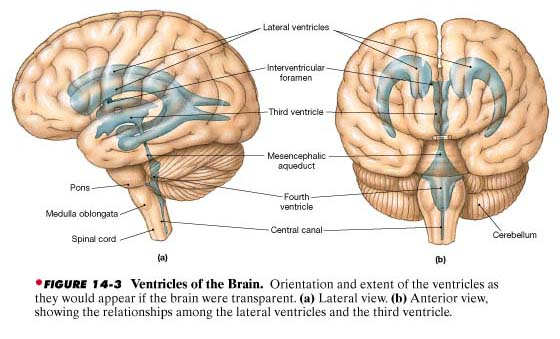 Lateral ventricles
Interventricular
foramen
Third ventricle
Mesencephalic
aqueduct
Pons
Fourth
ventricle
Medulla oblongata
Central canal
Spinal cord
Cerebellum
(a)
(b)
•FIGURE 14-3 Ventricles of the Brain. Orientation and extent of the ventricles as
they would appear if the brain were transparent. (a) Lateral view. (b) Anterior view,
showing the relationships among the lateral ventricles and the third ventricle.